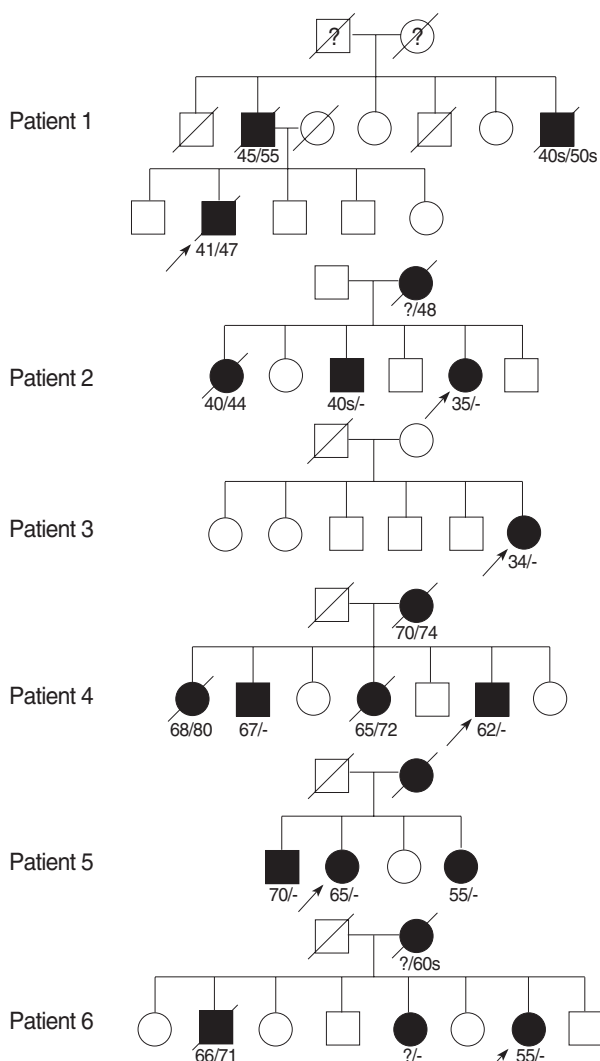 ? ?
Patient 1
45/55 40s/50s
41/47
?/48
Patient 2
40/44 40s/- 35/-
Patient 3
34/-
70/74
Patient 4
68/80 67/- 65/72 62/-
Patient 5
70/- 65/- 55/-
?/60s
Patient 6
66/71 ?/- 55/-